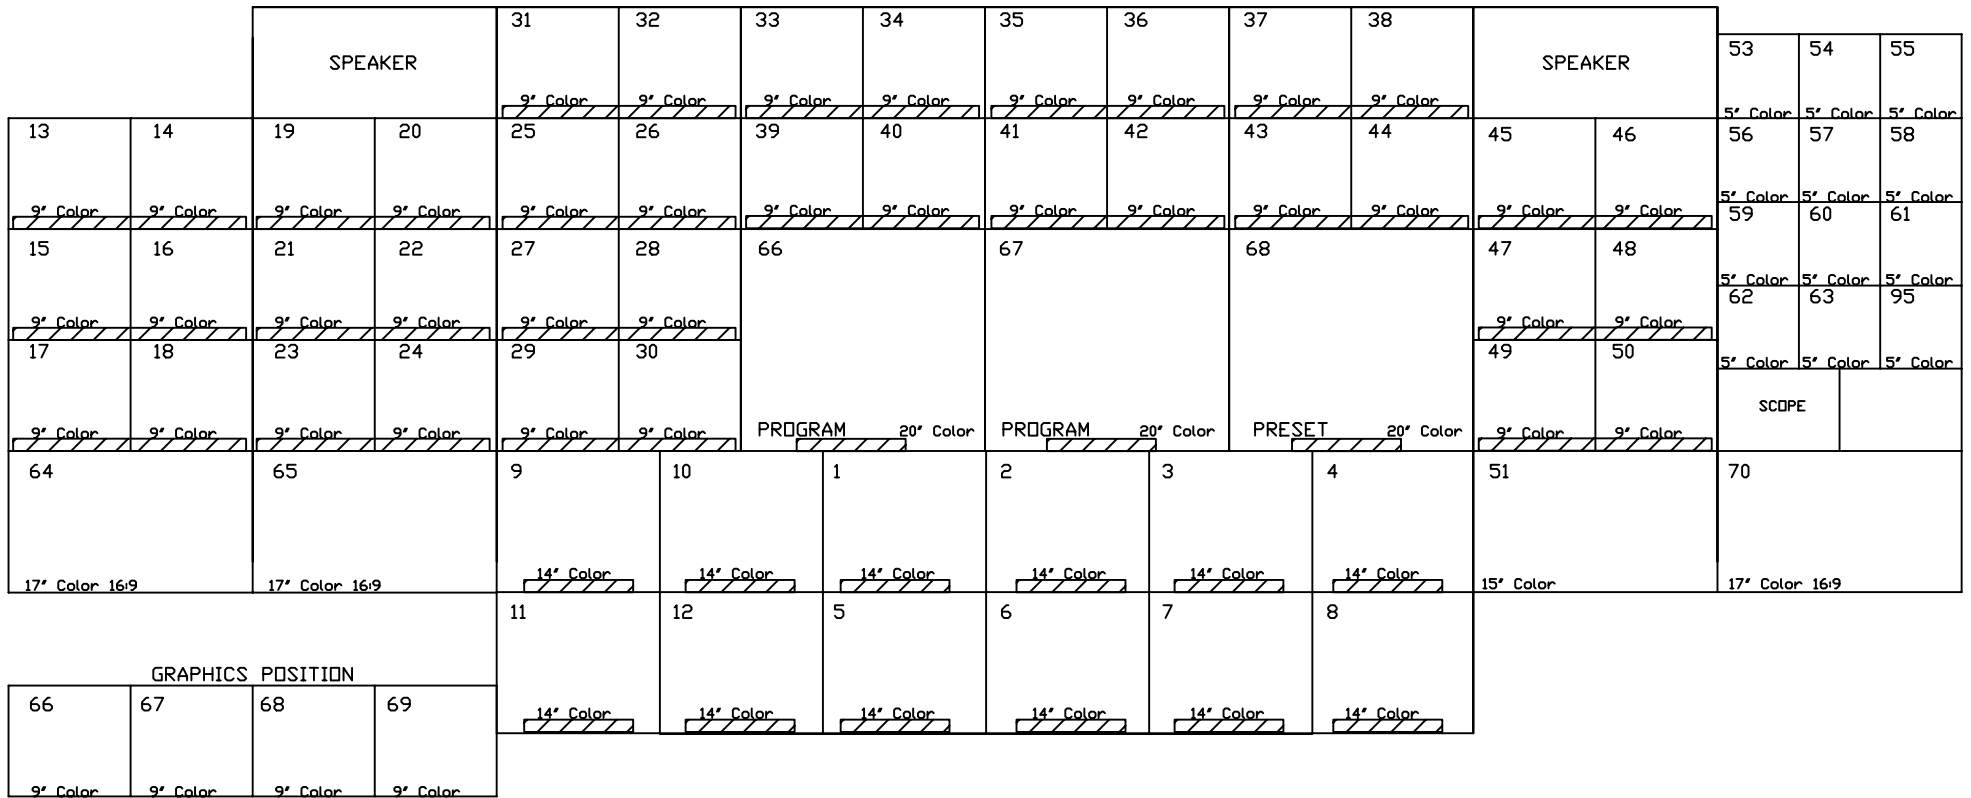 31 32 33 34 35 36 37 38
SPEAKER SPEAKER
53 54 55
9" Color 9" Color 9" Color 9" Color 9" Color 9" Color 9" Color 9" Color
5" Color 5" Color 5" Color
13 14 19 20 25 26 39 40 41 42 43 44 45 46 56 57 58
9" Color 9" Color 9" Color 9" Color 9" Color 9" Color 9" Color 9" Color 9" Color 9" Color 9" Color 9" Color 9" Color 9" Color
5" Color 5" Color 5" Color
59 60 61
15 16 21 22 27 28 66 67 68 47 48
5" Color 5" Color 5" Color
62 63 95
9" Color 9" Color 9" Color 9" Color 9" Color 9" Color 9" Color 9" Color
17 18 23 24 29 30 49 50
5" Color 5" Color 5" Color
SCOPE
9" Color 9" Color 9" Color 9" Color 9" Color 9" Color PROGRAM 20" Color PROGRAM 20" Color PRESET 20" Color 9" Color 9" Color
64 65 9 10 1 2 3 4 51 70
14" Color 14" Color 14" Color 14" Color 14" Color 14" Color
17" Color 16:9 17" Color 16:9 15" Color 17" Color 16:9
11 12 5 6 7 8
GRAPHICS POSITION
66 67 68 69
14" Color 14" Color 14" Color 14" Color 14" Color 14" Color
9" Color 9" Color 9" Color 9" Color